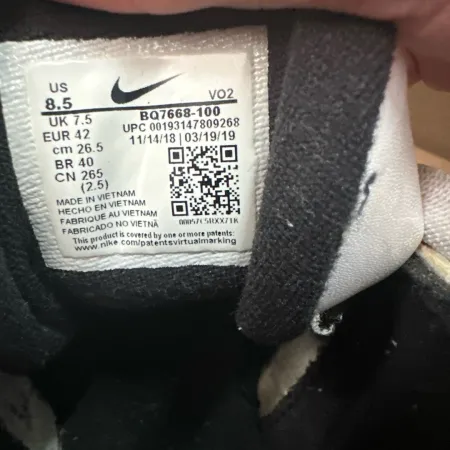 US
8.5 VO2
UK 7.5 BQ7668-100
EUR 42 UPC 00193147809268
cm 26.5 11/14/18 | 03/19/19
BR 40
CN 265
(2.5)
MADE IN VIETNAM
HECHO EN VIETNAM
FABRIQUE AU VIETNAM
FABRICADO NO VIETNÃ
This product is covered by one or more patents:
www.nike.com/patentsvirtualmarking